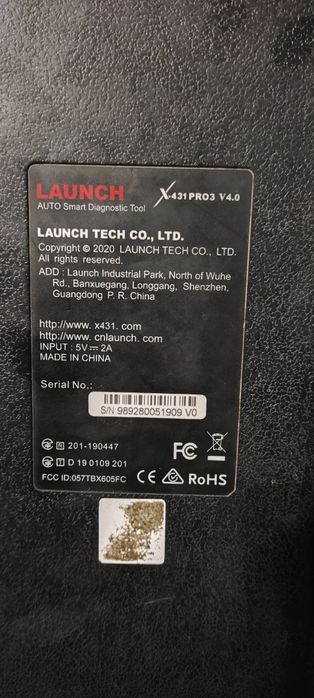 LAUNCH X-431 PRO3 V4.0
AUTO Smart Diagnostic Tool
LAUNCH TECH CO., LTD.
Copyright © 2020 LAUNCH TECH CO., LTD.
All rights reserved.
ADD : Launch Industrial Park, North of Wuhe
Rd., Banxuegang, Longgang, Shenzhen,
Guangdong P. R. China
http://www. x431. com
http://www. cnlaunch. com
INPUT : 5V⎓2A
MADE IN CHINA
Serial No.:
S/N:989280051909 V0
R 201-190447
T D 19 0109 201
FCC ID:057TBX605FC
FC
CE RoHS